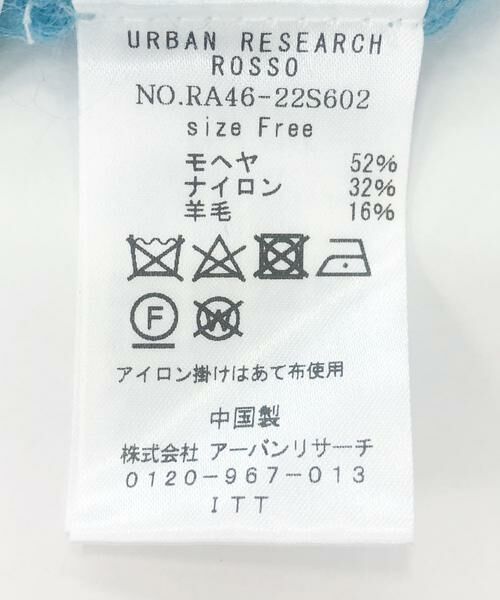 URBAN RESEARCH
ROSSO
NO.RA46-22S602
size Free
モヘヤ 52%
ナイロン 32%
羊毛 16%
F W
アイロン掛けはあて布使用
中国製
株式会社 アーバンリサーチ
0120-967-013
ITT